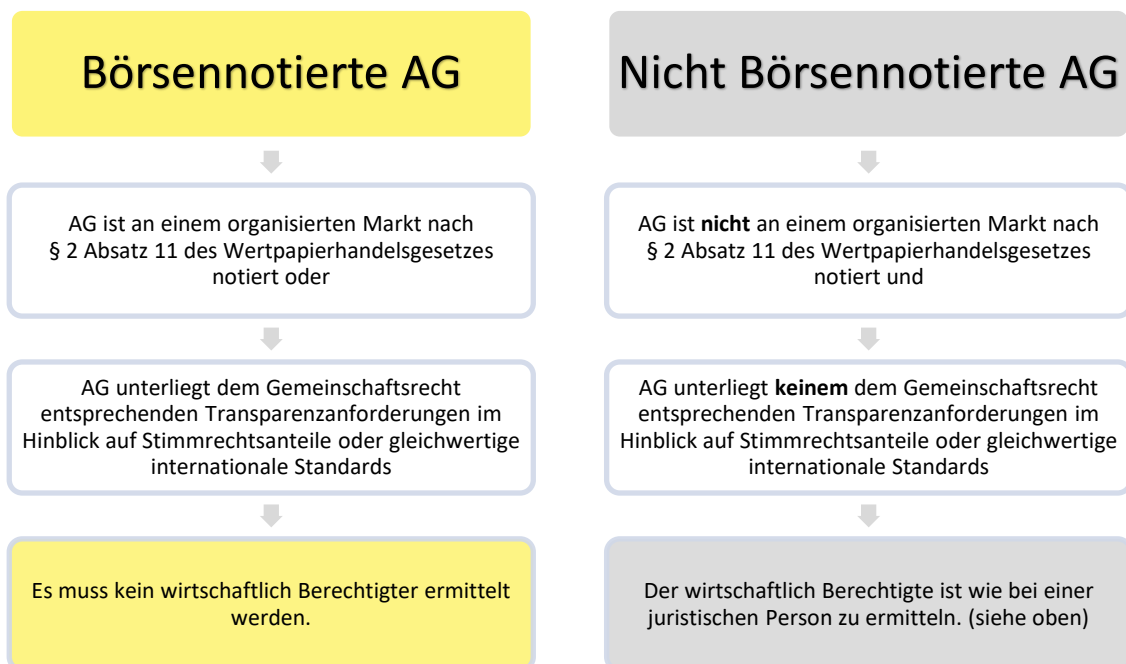 Börsennotierte AG
AG ist an einem organisierten Markt nach
§ 2 Absatz 11 des Wertpapierhandelsgesetzes
notiert oder
AG unterliegt dem Gemeinschaftsrecht
entsprechenden Transparenzanforderungen im
Hinblick auf Stimmrechtsanteile oder gleichwertige
internationale Standards
Es muss kein wirtschaftlich Berechtigter ermittelt
werden.
Nicht Börsennotierte AG
AG ist nicht an einem organisierten Markt nach
§ 2 Absatz 11 des Wertpapierhandelsgesetzes
notiert und
AG unterliegt keinem dem Gemeinschaftsrecht
entsprechenden Transparenzanforderungen im
Hinblick auf Stimmrechtsanteile oder gleichwertige
internationale Standards
Der wirtschaftlich Berechtigte ist wie bei einer
juristischen Person zu ermitteln. (siehe oben)